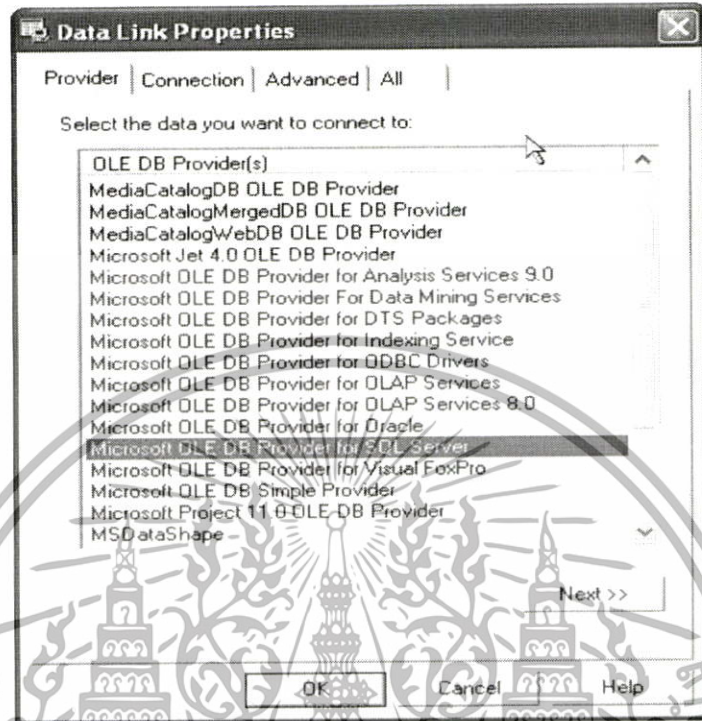 Data Link Properties
Provider Connection Advanced All
Select the data you want to connect to:
OLE DB Provider(s)
MediaCatalogDB OLE DB Provider
MediaCatalogMergedDB OLE DB Provider
MediaCatalogWebDB OLE DB Provider
Microsoft Jet 4.0 OLE DB Provider
Microsoft OLE DB Provider for Analysis Services 9.0
Microsoft OLE DB Provider For Data Mining Services
Microsoft OLE DB Provider for DTS Packages
Microsoft OLE DB Provider for Indexing Service
Microsoft OLE DB Provider for ODBC Drivers
Microsoft OLE DB Provider for OLAP Services
Microsoft OLE DB Provider for OLAP Services 8.0
Microsoft OLE DB Provider for Oracle
Microsoft OLE DB Provider for SQL Server
Microsoft OLE DB Provider for Visual FoxPro
Microsoft OLE DB Simple Provider
Microsoft Project 11.0 OLE DB Provider
MSDataShape
Next >>
OK Cancel Help